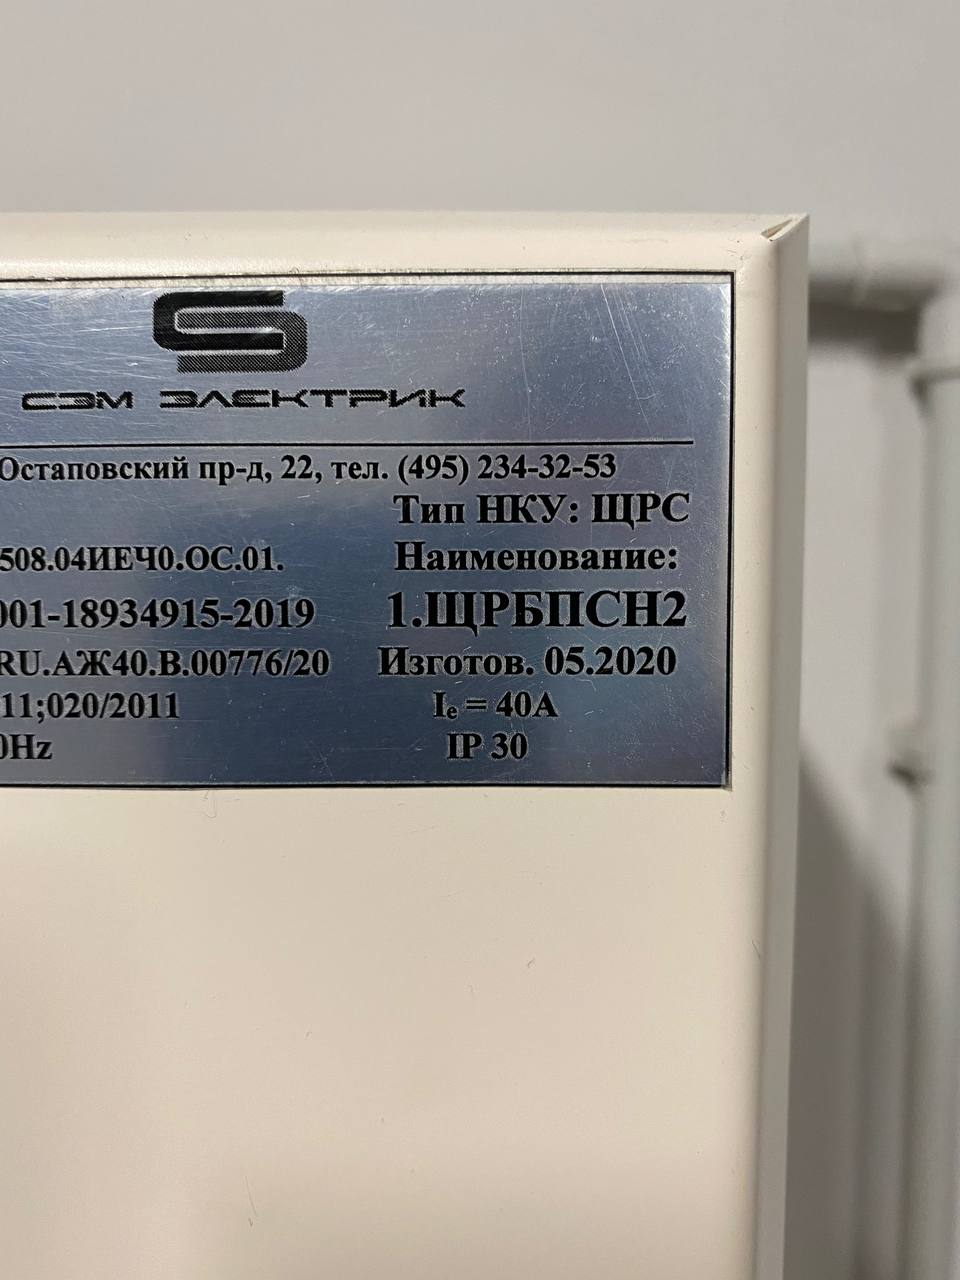 СЭМ ЭЛЕКТРИК
Остаповский пр-д, 22, тел. (495) 234-32-53
Тип НКУ: ЩРС
508.04ИЕЧ0.ОС.01. Наименование:
001-18934915-2019 1.ЩРБПСН2
RU.АЖ40.В.00776/20 Изготов. 05.2020
11;020/2011 Iₑ = 40А
0Hz IP 30